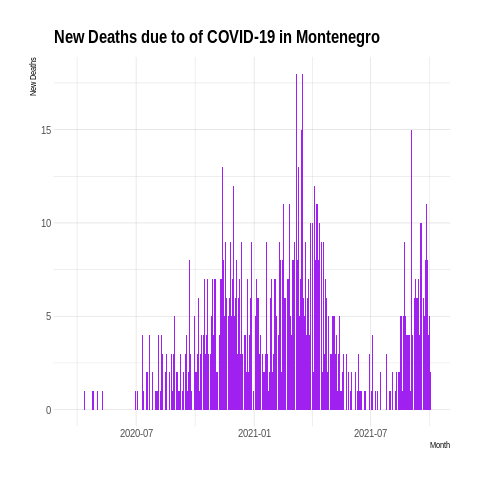 New Deaths due to of COVID-19 in Montenegro
New Deaths
15
10
5
0
2020-07 2021-01 2021-07
Month